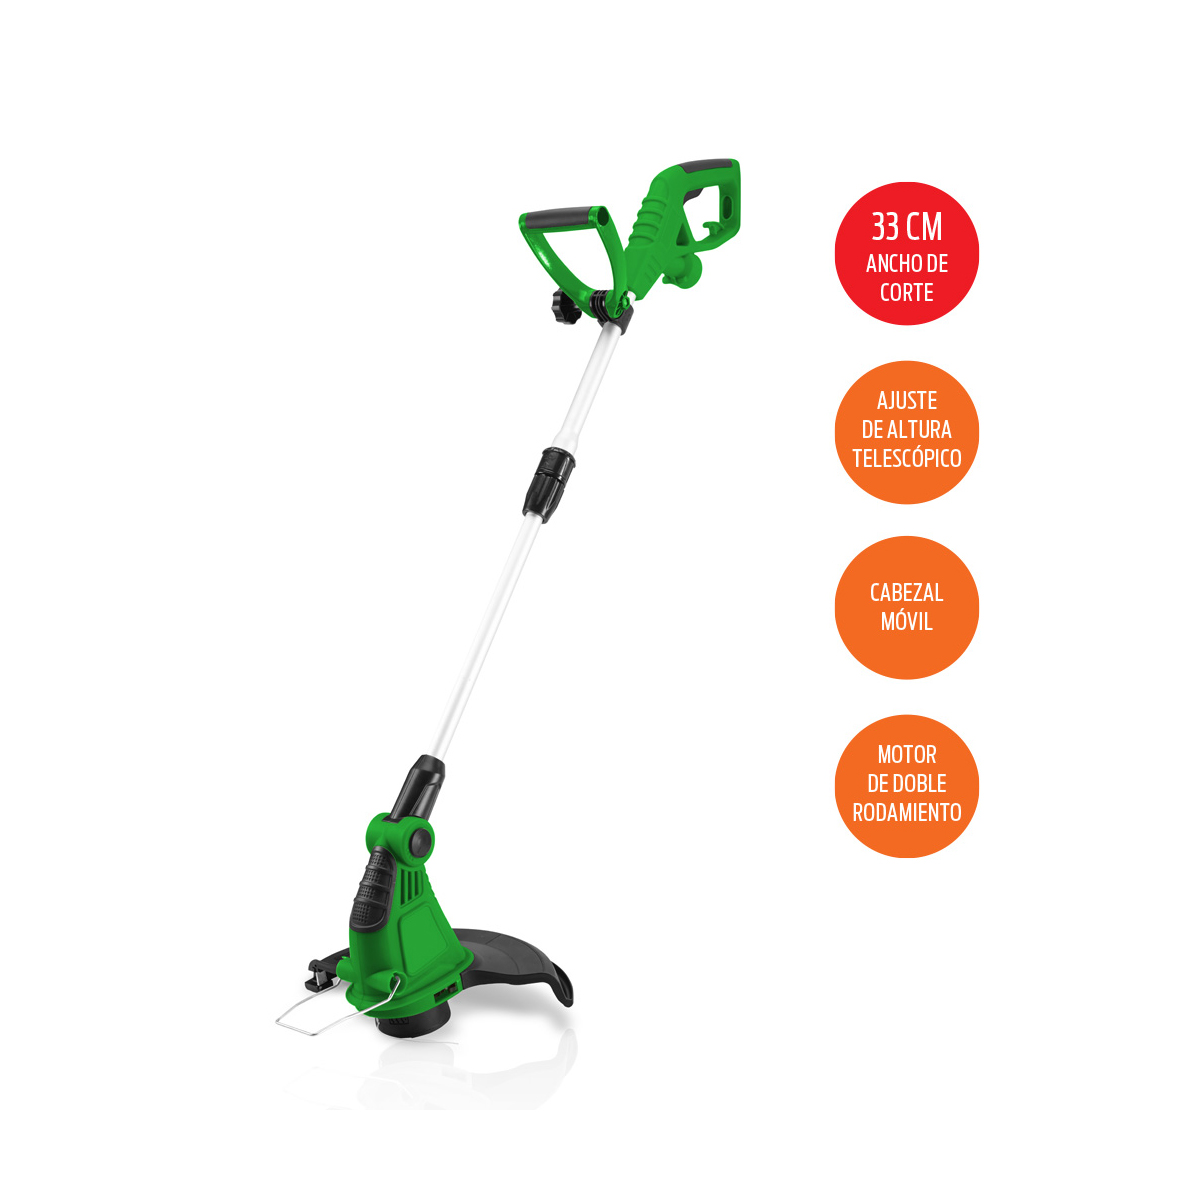 33 CM
ANCHO DE
CORTE
AJUSTE
DE ALTURA
TELESCÓPICO
CABEZAL
MÓVIL
MOTOR
DE DOBLE
RODAMIENTO